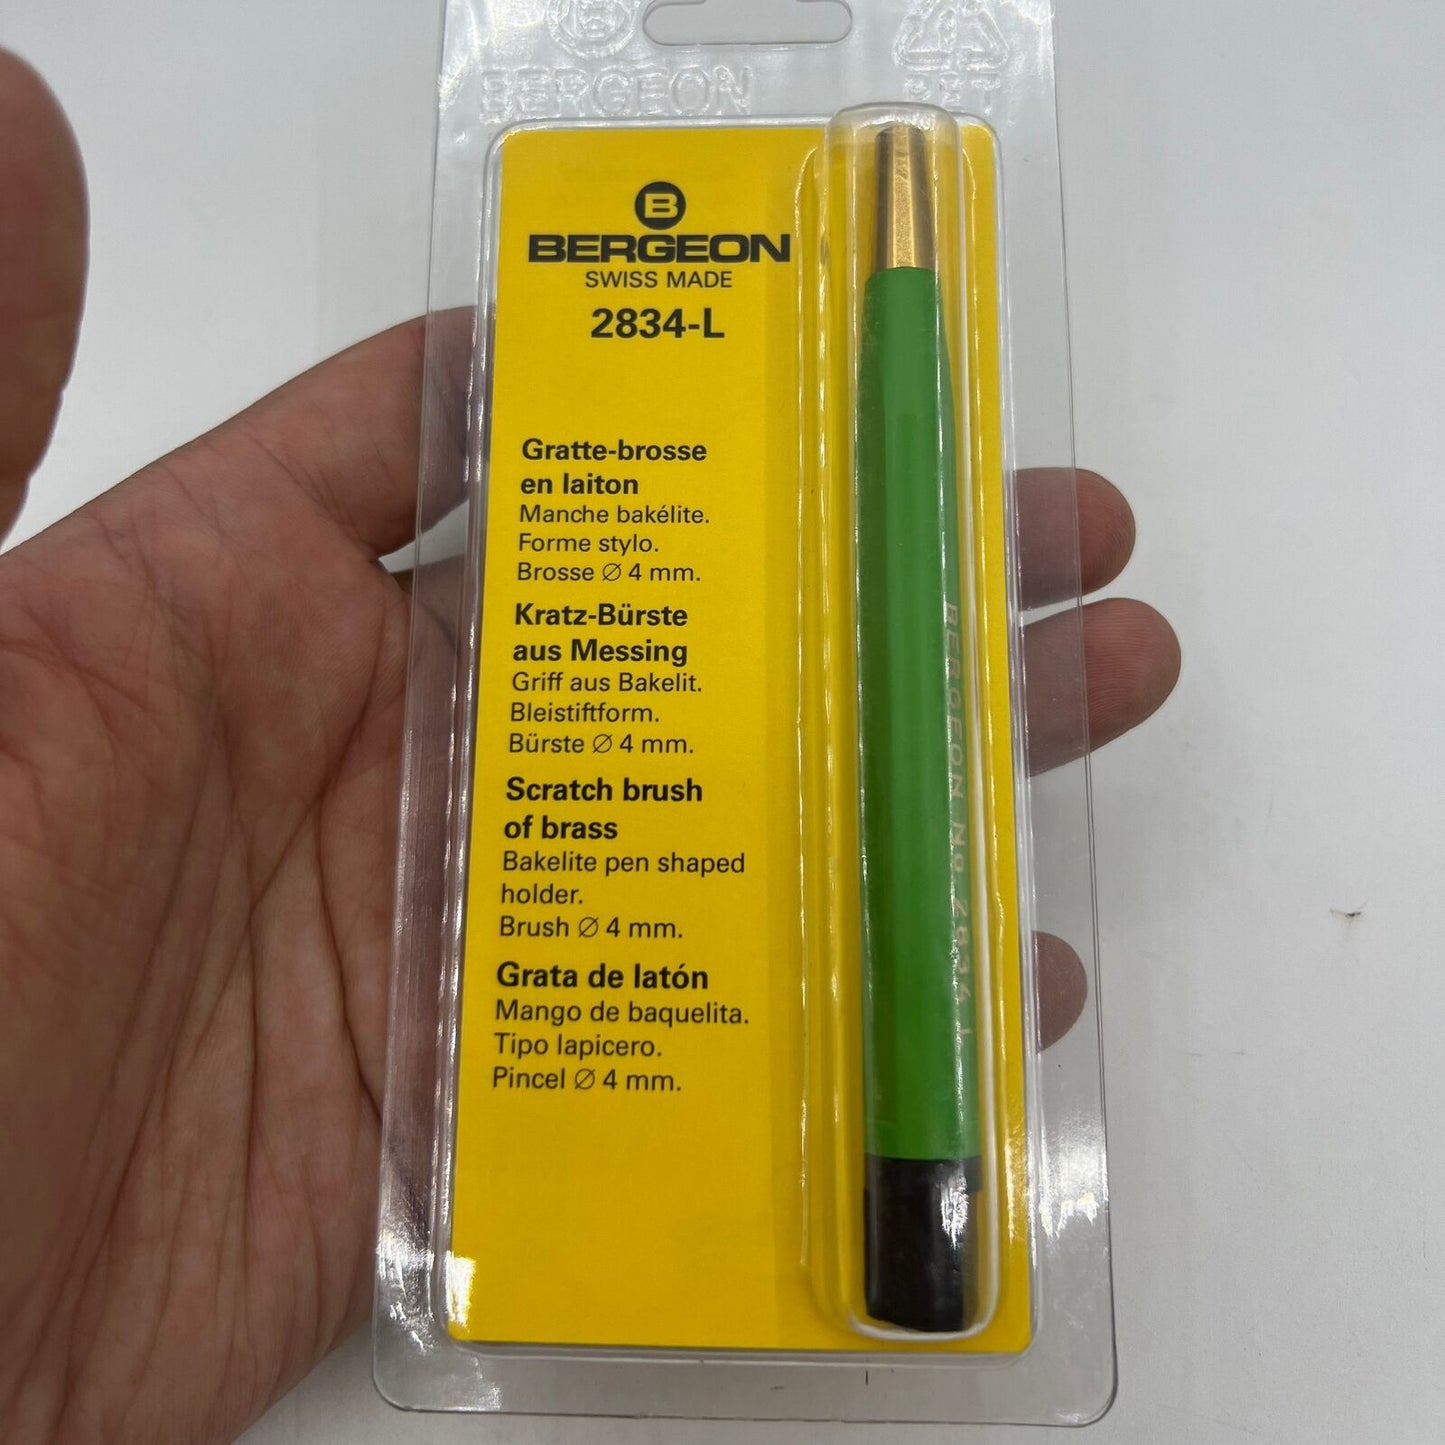 BERGEON
PET
B
BERGEON
SWISS MADE
2834-L
Gratte-brosse
en laiton
Manche bakélite.
Forme stylo.
Brosse ∅ 4 mm.
Kratz-Bürste
aus Messing
Griff aus Bakelit.
Bleistiftform.
Bürste ∅ 4 mm.
Scratch brush
of brass
Bakelite pen shaped
holder.
Brush ∅ 4 mm.
Grata de latón
Mango de baquelita.
Tipo lapicero.
Pincel ∅ 4 mm.
BERGEON No 2834 L